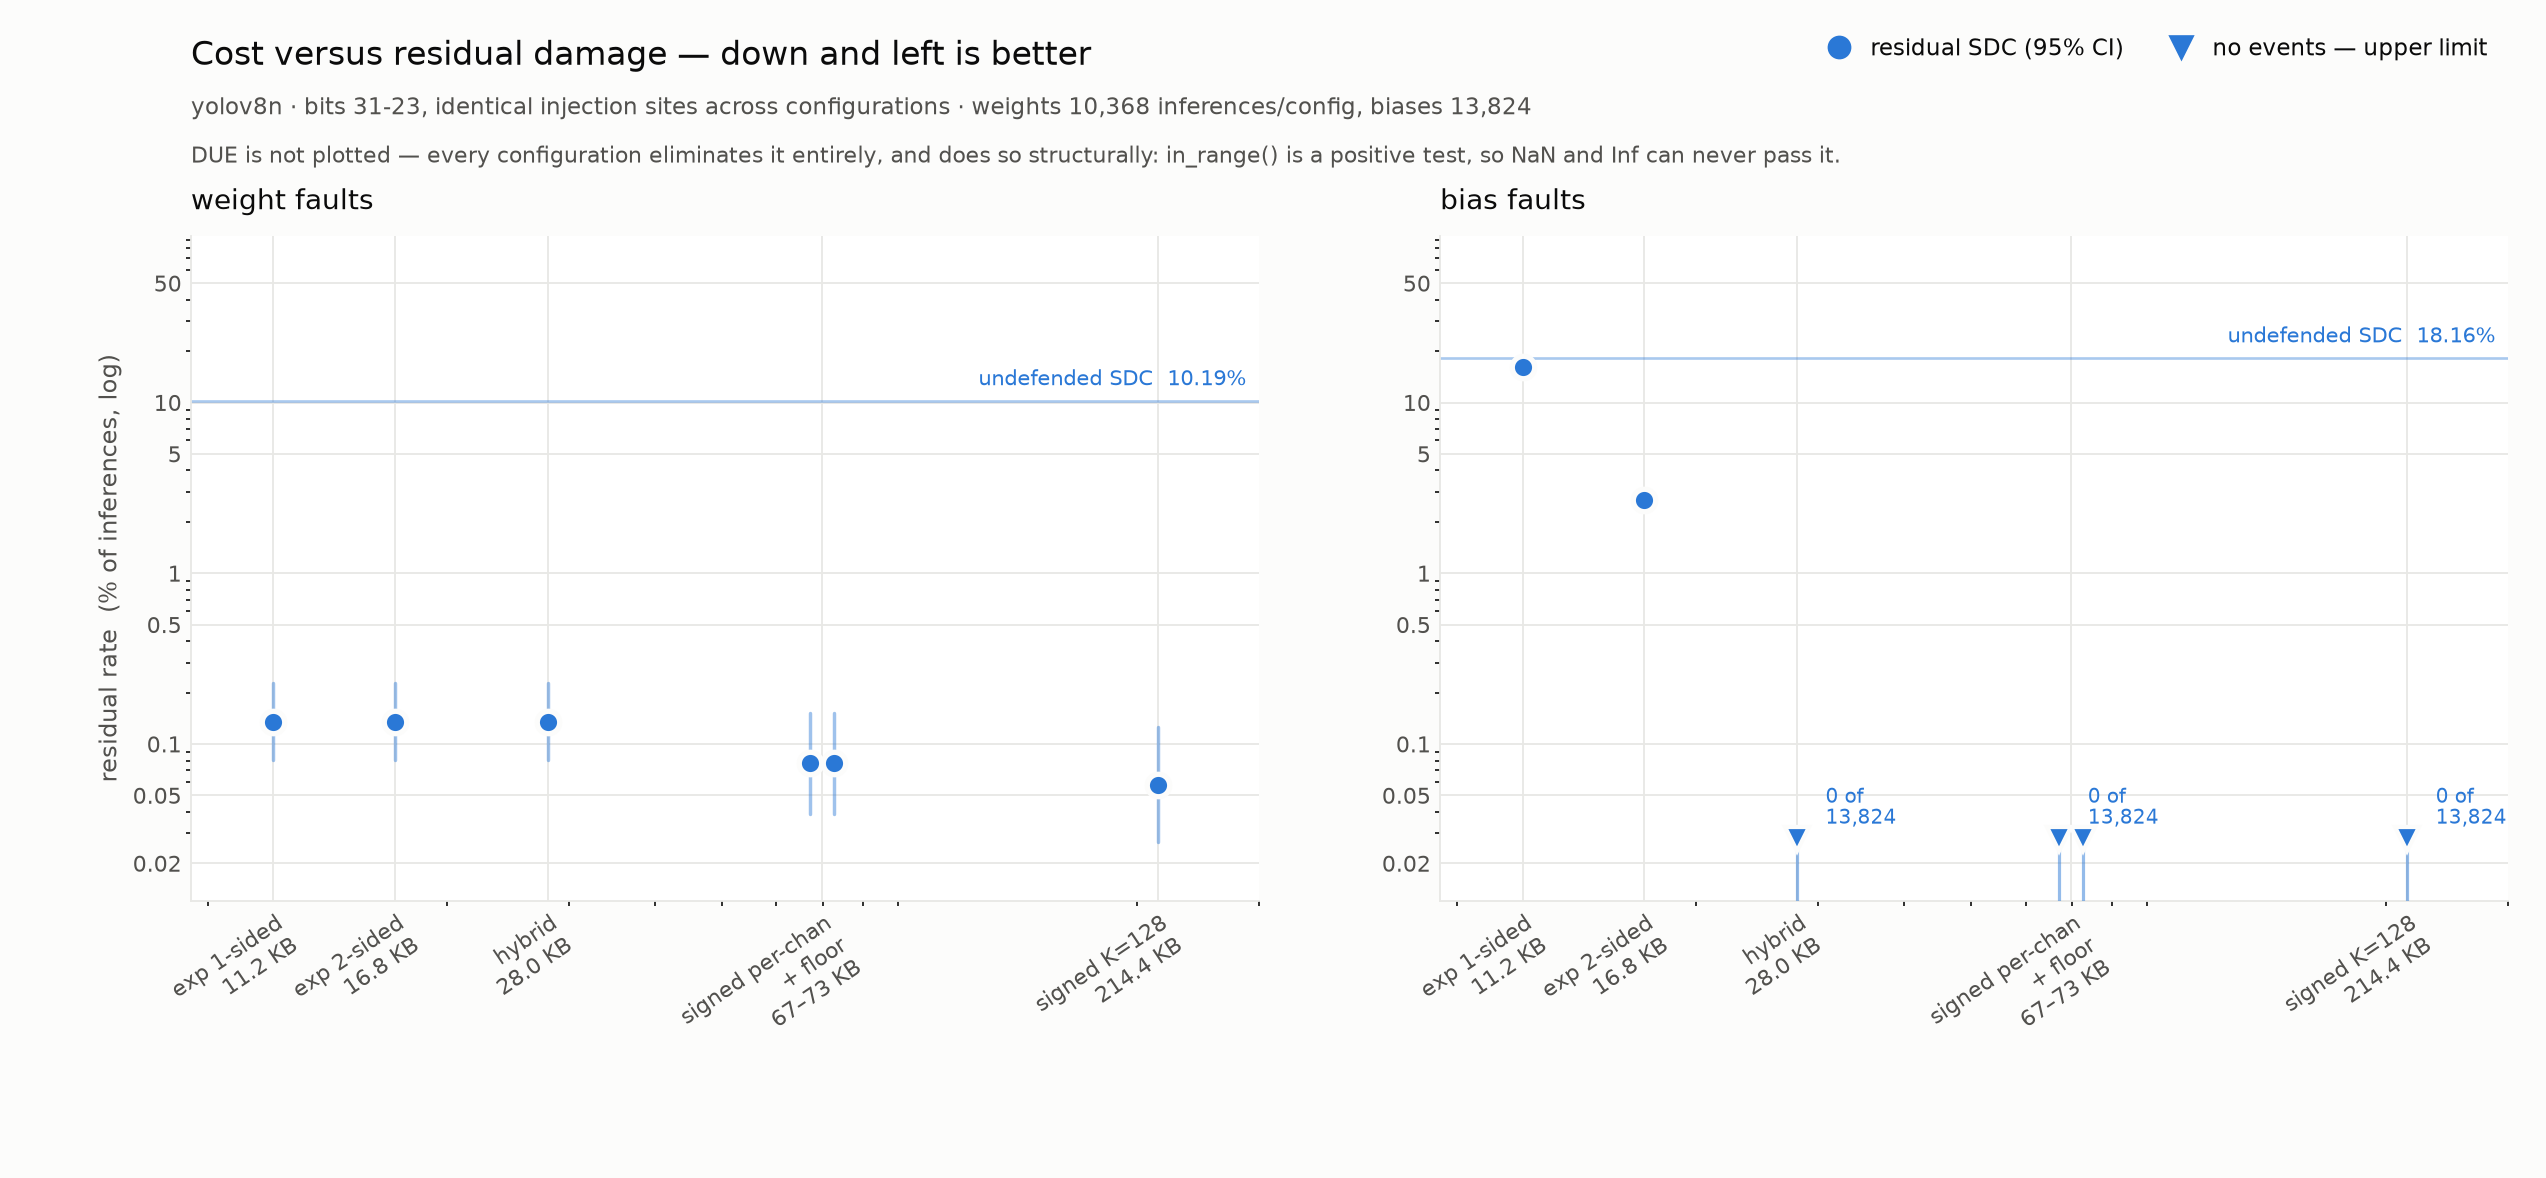 Cost versus residual damage — down and left is better
residual SDC (95% CI)
no events — upper limit
yolov8n · bits 31-23, identical injection sites across configurations · weights 10,368 inferences/config, biases 13,824
DUE is not plotted — every configuration eliminates it entirely, and does so structurally: in_range() is a positive test, so NaN and Inf can never pass it.
weight faults
residual rate  (% of inferences, log)
50
10
5
1
0.5
0.1
0.05
0.02
undefended SDC  10.19%
exp 1-sided
11.2 KB
exp 2-sided
16.8 KB
hybrid
28.0 KB
signed per-chan
+ floor
67–73 KB
signed K=128
214.4 KB
bias faults
50
10
5
1
0.5
0.1
0.05
0.02
undefended SDC  18.16%
0 of
13,824
0 of
13,824
0 of
13,824
exp 1-sided
11.2 KB
exp 2-sided
16.8 KB
hybrid
28.0 KB
signed per-chan
+ floor
67–73 KB
signed K=128
214.4 KB